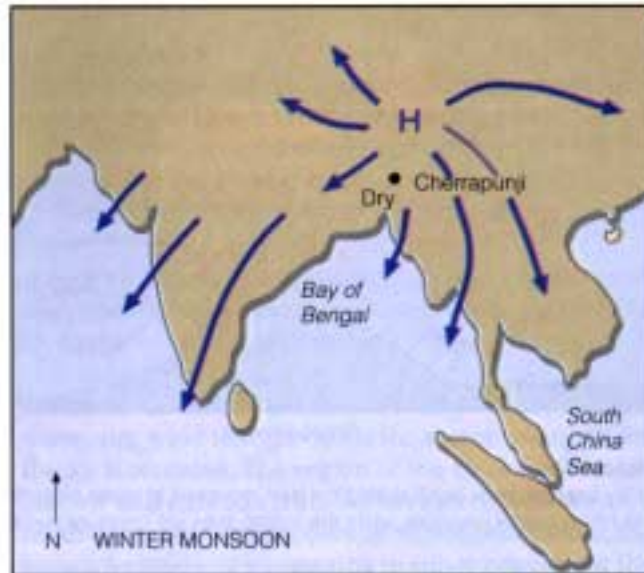 H
Cherrapunji
Dry
Bay of
Bengal
South
China
Sea
N
WINTER MONSOON